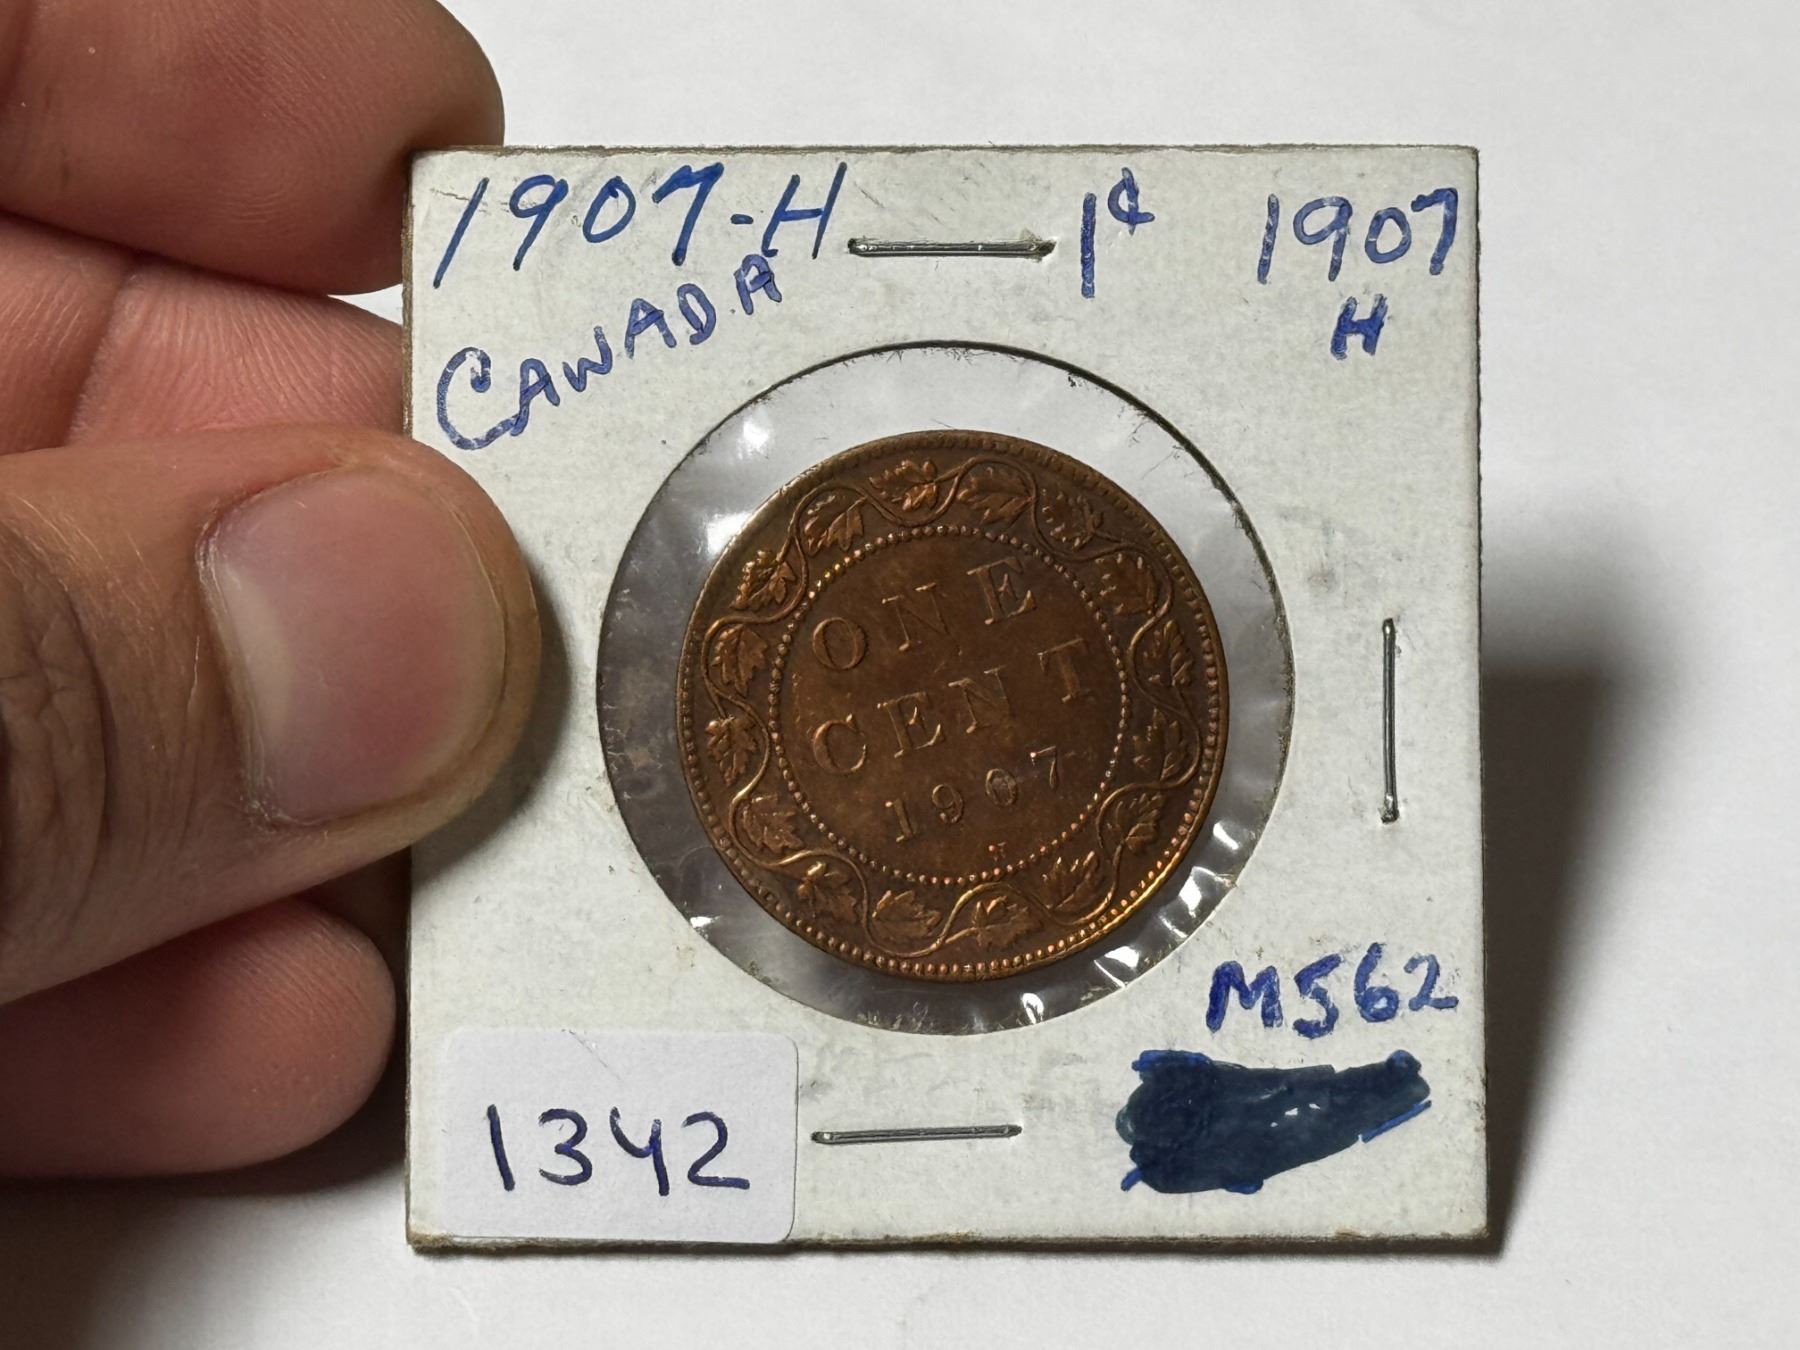 1907-H 1¢ 1907
H
CANADA
ONE
CENT
1907
H
MS62
1342